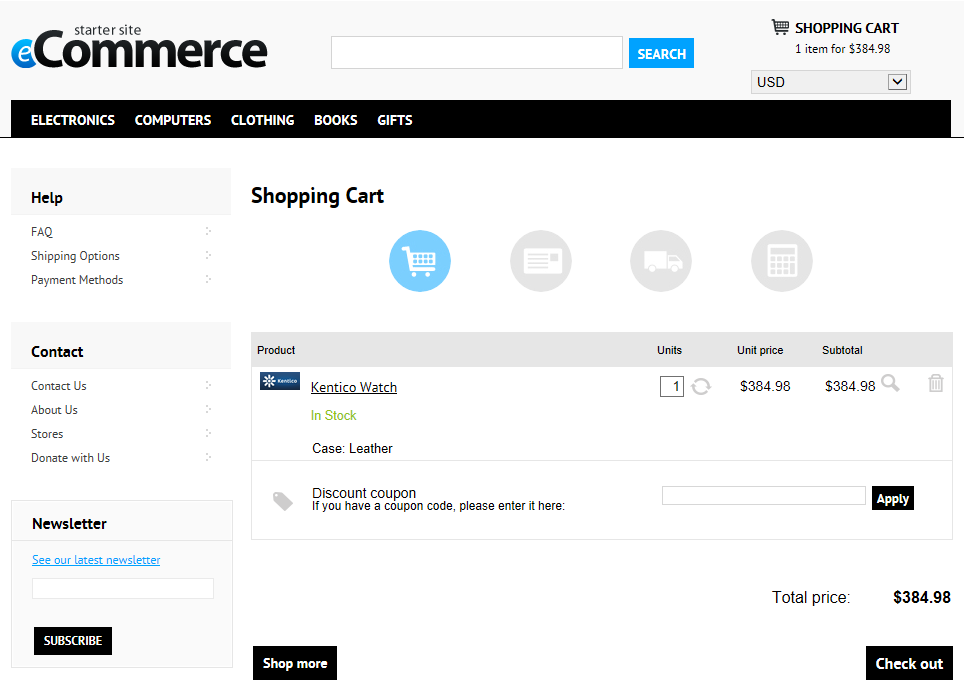 starter site
eCommerce
SEARCH
SHOPPING CART
1 item for $384.98
USD
ELECTRONICS COMPUTERS CLOTHING BOOKS GIFTS
Help
FAQ
Shipping Options
Payment Methods
Contact
Contact Us
About Us
Stores
Donate with Us
Newsletter
See our latest newsletter
SUBSCRIBE
Shopping Cart
Product Units Unit price Subtotal
Kentico Kentico Watch 1 $384.98 $384.98
In Stock
Case: Leather
Discount coupon
If you have a coupon code, please enter it here:
Apply
Total price: $384.98
Shop more Check out